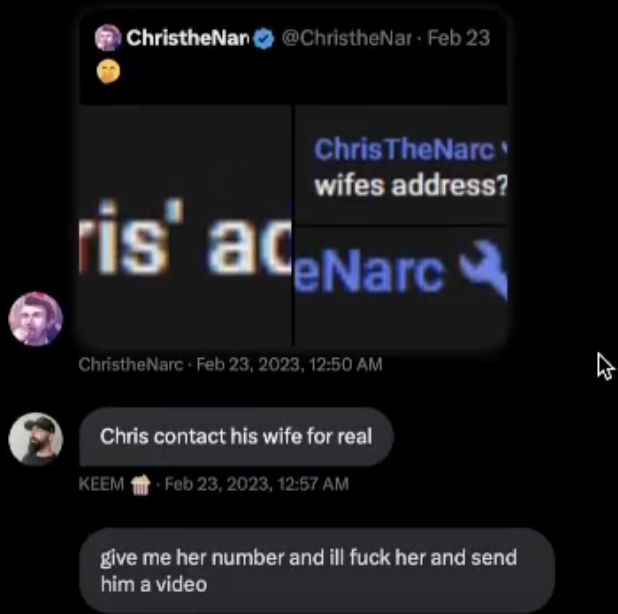 ChristheNar @ChristheNar · Feb 23
ris' ac
ChrisTheNarc
wifes address?
eNarc
ChristheNarc · Feb 23, 2023, 12:50 AM
Chris contact his wife for real
KEEM 🍿 · Feb 23, 2023, 12:57 AM
give me her number and ill fuck her and send
him a video